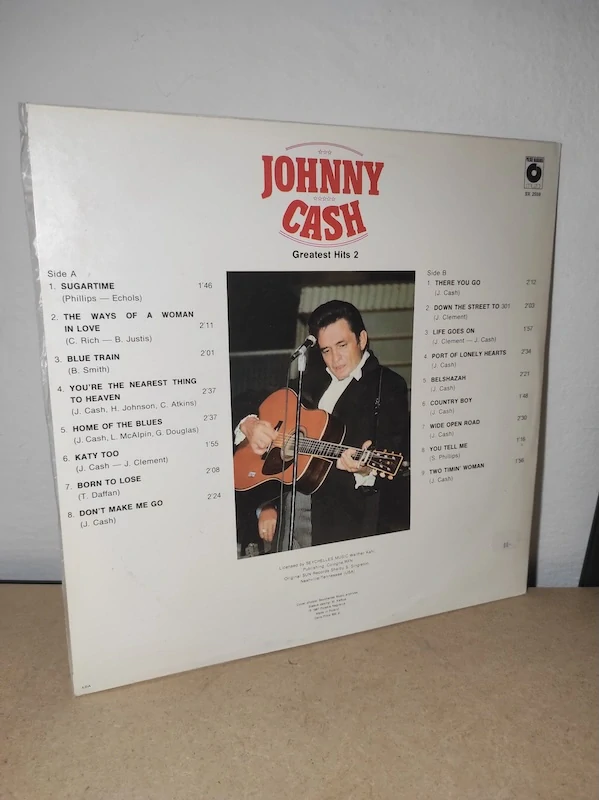 JOHNNY
CASH
Greatest Hits 2
Side A
1. SUGARTIME 1'46
(Phillips — Echols)
2. THE WAYS OF A WOMAN
IN LOVE 2'11
(C. Rich — B. Justis)
3. BLUE TRAIN 2'01
(B. Smith)
4. YOU'RE THE NEAREST THING
TO HEAVEN 2'37
(J. Cash, H. Johnson, C. Atkins)
5. HOME OF THE BLUES 2'37
(J. Cash, L. McAlpin, G. Douglas)
6. KATY TOO 1'55
(J. Cash — J. Clement)
7. BORN TO LOSE 2'08
(T. Daffan)
8. DON'T MAKE ME GO 2'24
(J. Cash)
Side B
1. THERE YOU GO 2'12
(J. Cash)
2. DOWN THE STREET TO 301 2'03
(J. Clement)
3. LIFE GOES ON 1'57
(J. Clement — J. Cash)
4. PORT OF LONELY HEARTS 2'34
(J. Cash)
5. BELSHAZAH 2'21
(J. Cash)
6. COUNTRY BOY 1'48
(J. Cash)
7. WIDE OPEN ROAD 2'30
(J. Cash)
8. YOU TELL ME
(S. Phillips)
9. TWO TIMIN' WOMAN
(J. Cash)
Licensed by SEYCHELLES MUSIC